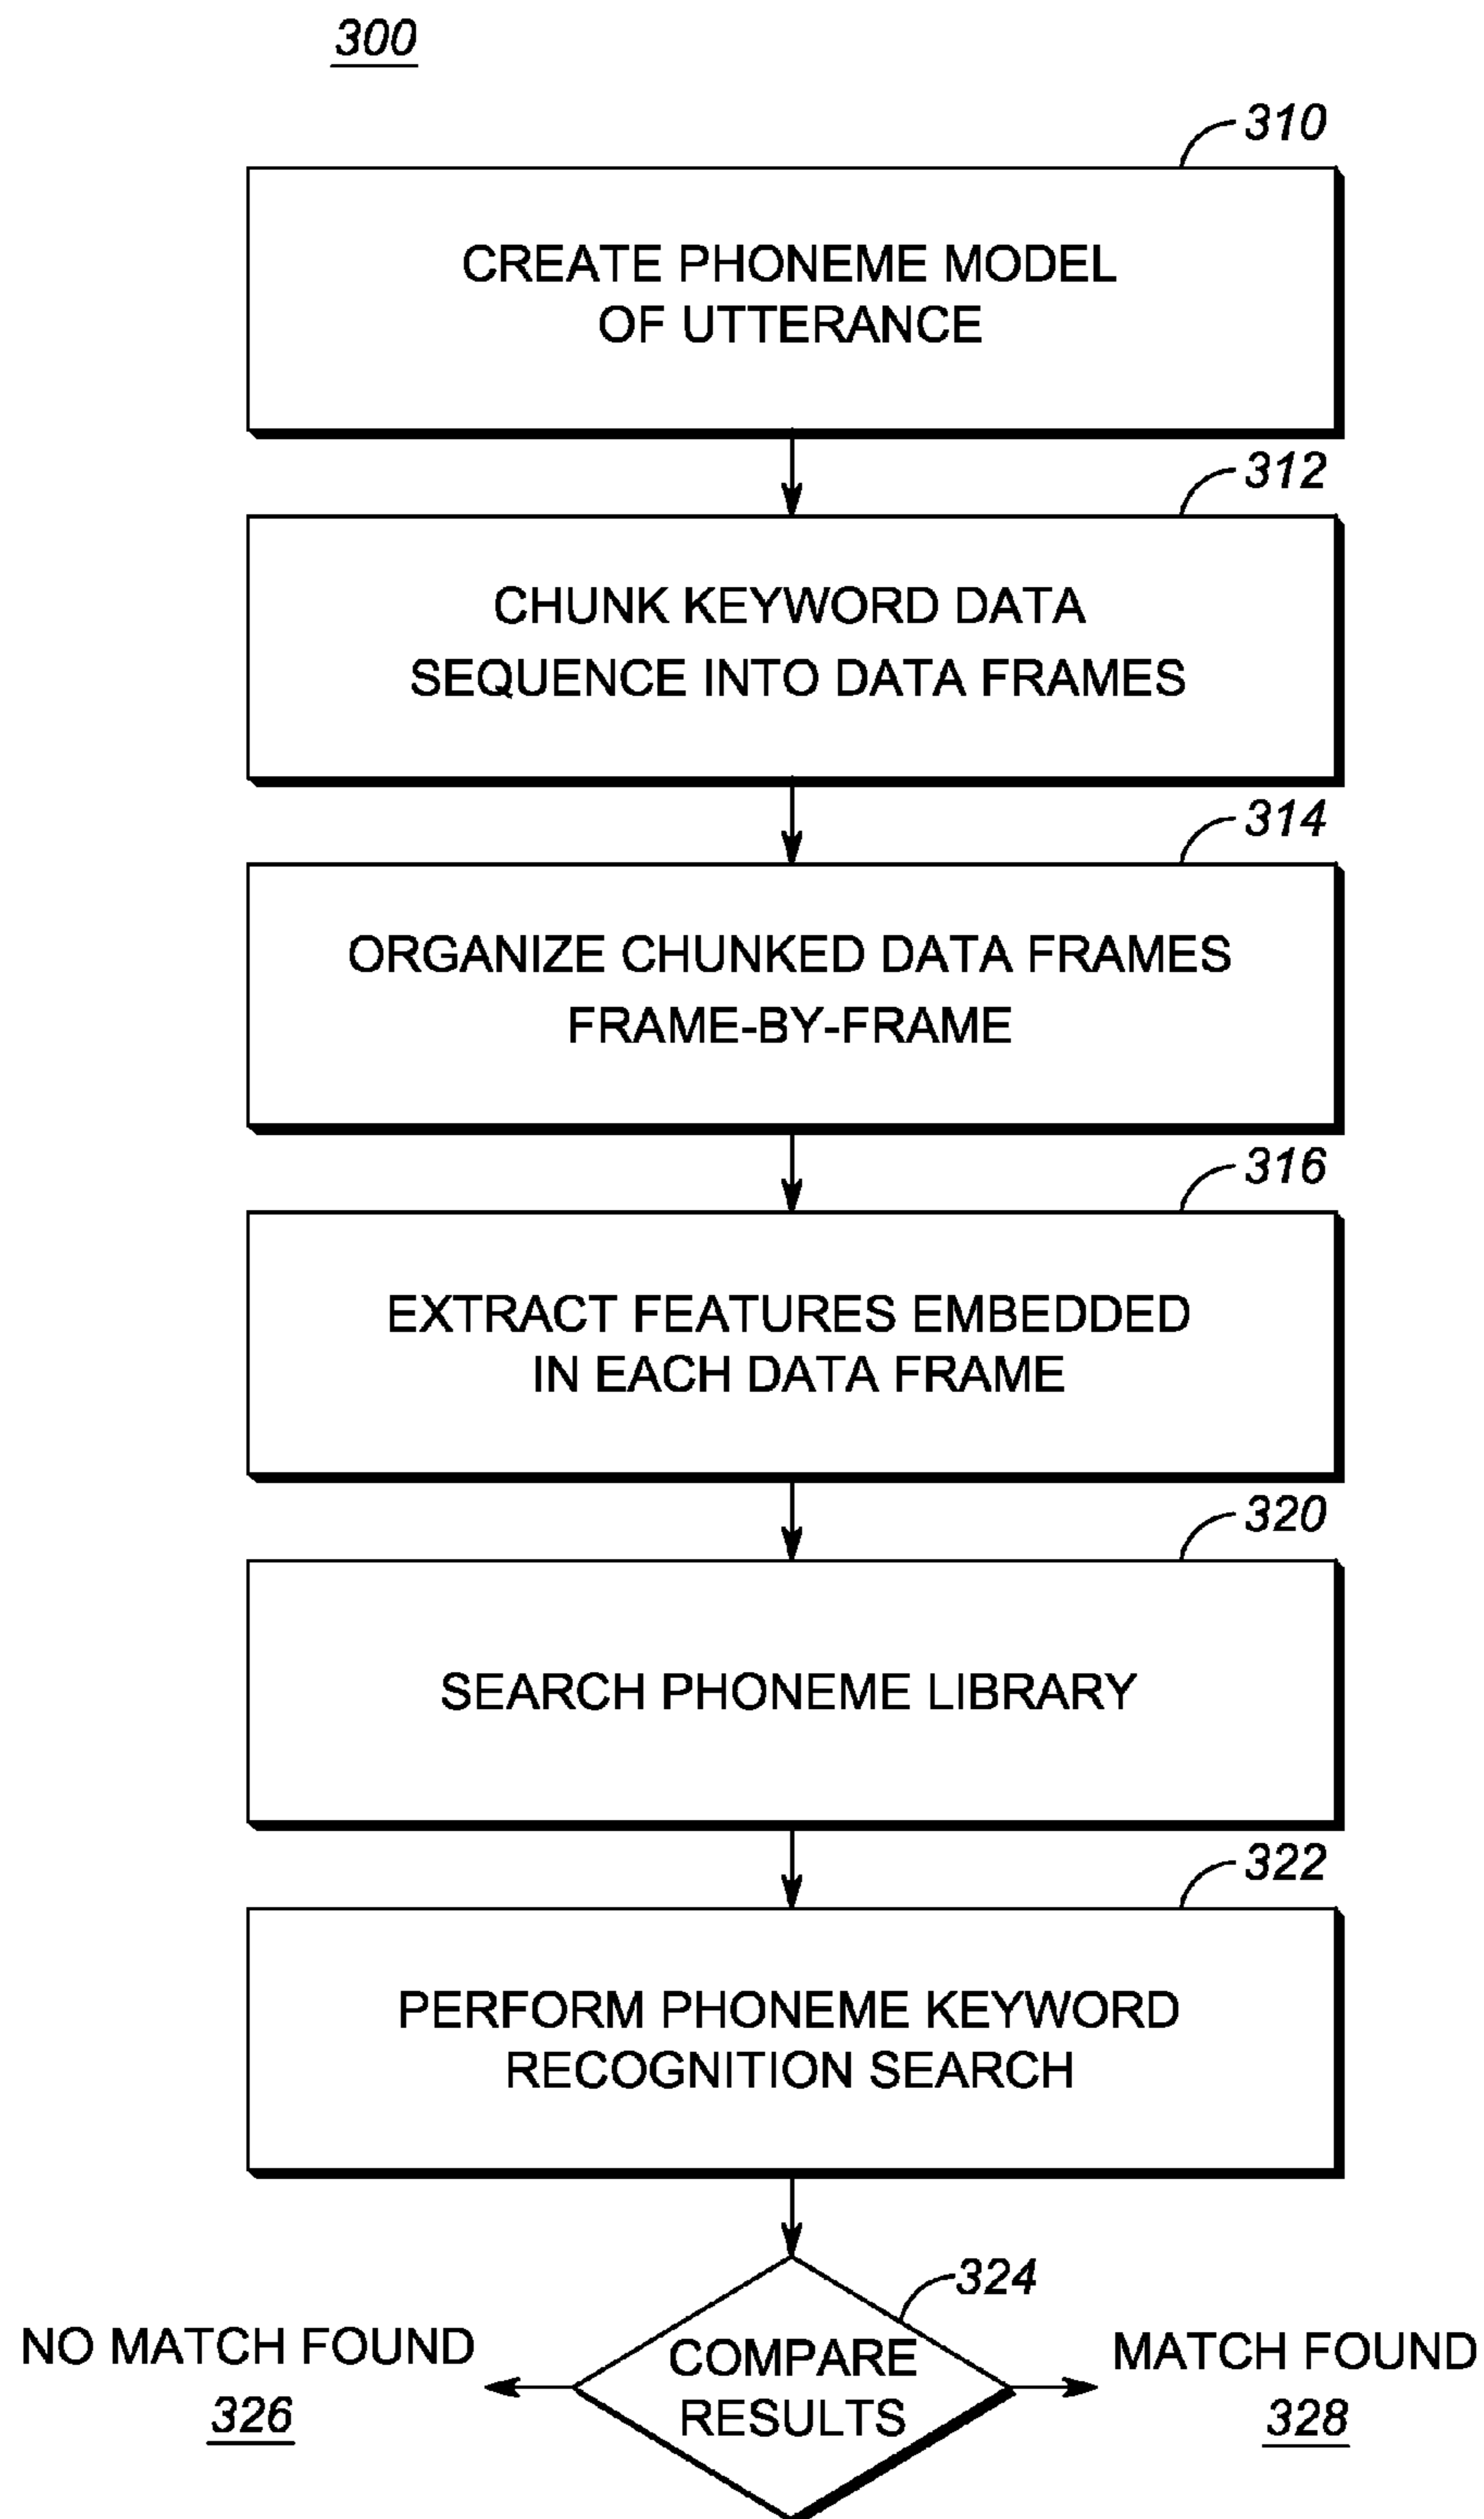 300
310
CREATE PHONEME MODEL
OF UTTERANCE
312
CHUNK KEYWORD DATA
SEQUENCE INTO DATA FRAMES
314
ORGANIZE CHUNKED DATA FRAMES
FRAME-BY-FRAME
316
EXTRACT FEATURES EMBEDDED
IN EACH DATA FRAME
320
SEARCH PHONEME LIBRARY
322
PERFORM PHONEME KEYWORD
RECOGNITION SEARCH
324
COMPARE
RESULTS
NO MATCH FOUND
326
MATCH FOUND
328